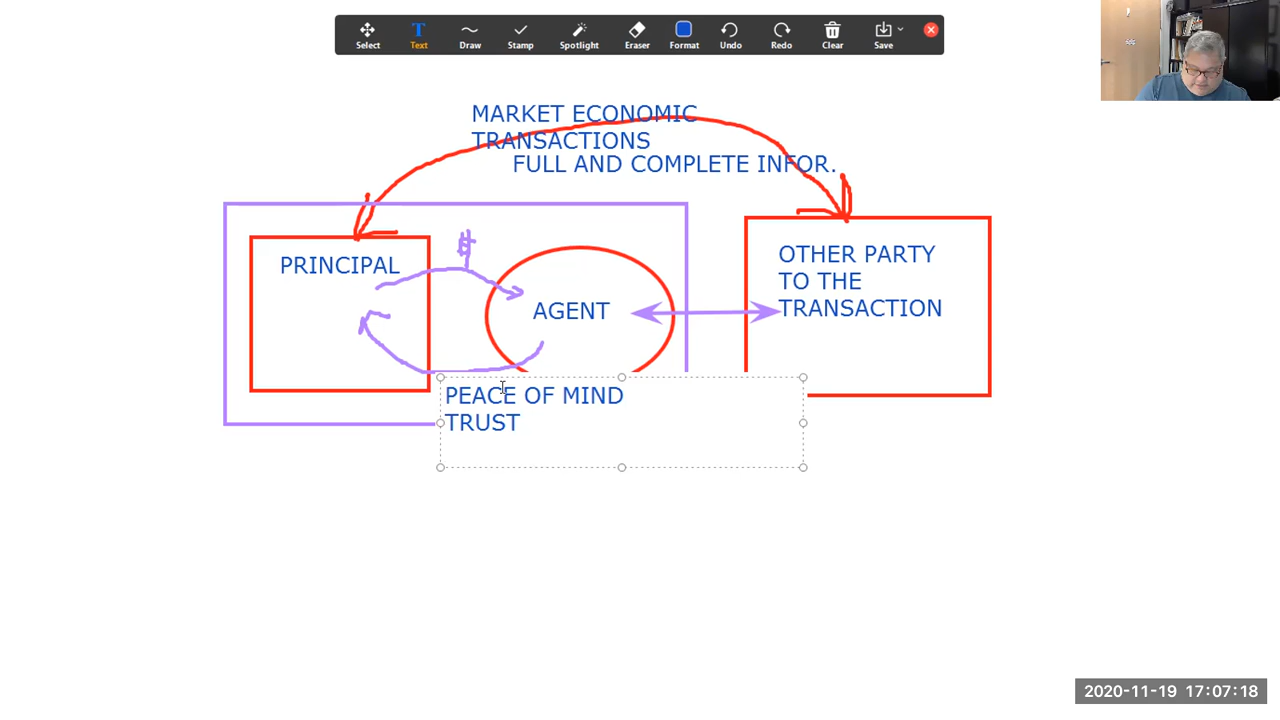 Select
Text
Draw
Stamp
Spotlight
Eraser
Format
Undo
Redo
Clear
Save
MARKET ECONOMIC
TRANSACTIONS
FULL AND COMPLETE INFOR.
PRINCIPAL
$
AGENT
OTHER PARTY
TO THE
TRANSACTION
PEACE OF MIND
TRUST
2020-11-19 17:07:18